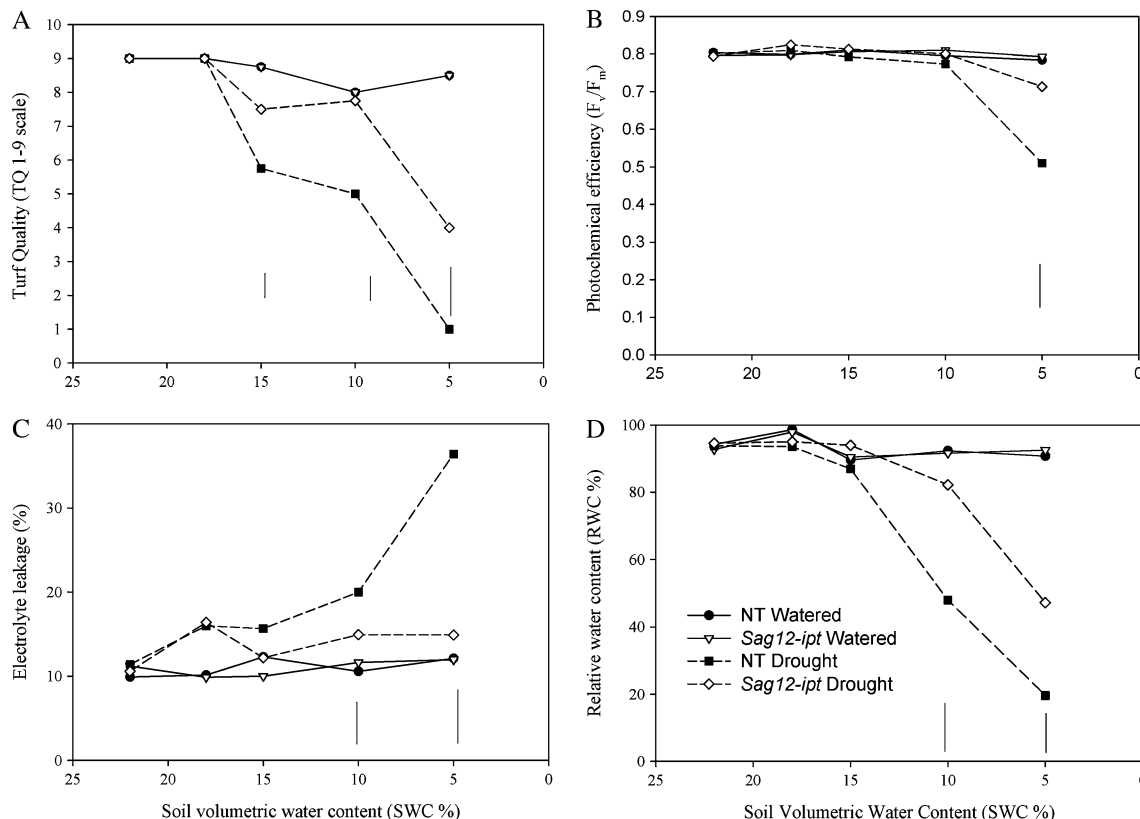 A
Turf Quality (TQ 1-9 scale)
10
9
8
7
6
5
4
3
2
1
0
25 20 15 10 5 0
B
Photochemical efficiency (Fv/Fm)
0.9
0.8
0.7
0.6
0.5
0.4
0.3
0.2
0.1
0.0
25 20 15 10 5 0
C
Electrolyte leakage (%)
40
30
20
10
0
25 20 15 10 5 0
Soil volumetric water content (SWC %)
D
Relative water content (RWC %)
100
80
60
40
20
0
NT Watered
Sag12-ipt Watered
NT Drought
Sag12-ipt Drought
25 20 15 10 5 0
Soil Volumetric Water Content (SWC %)